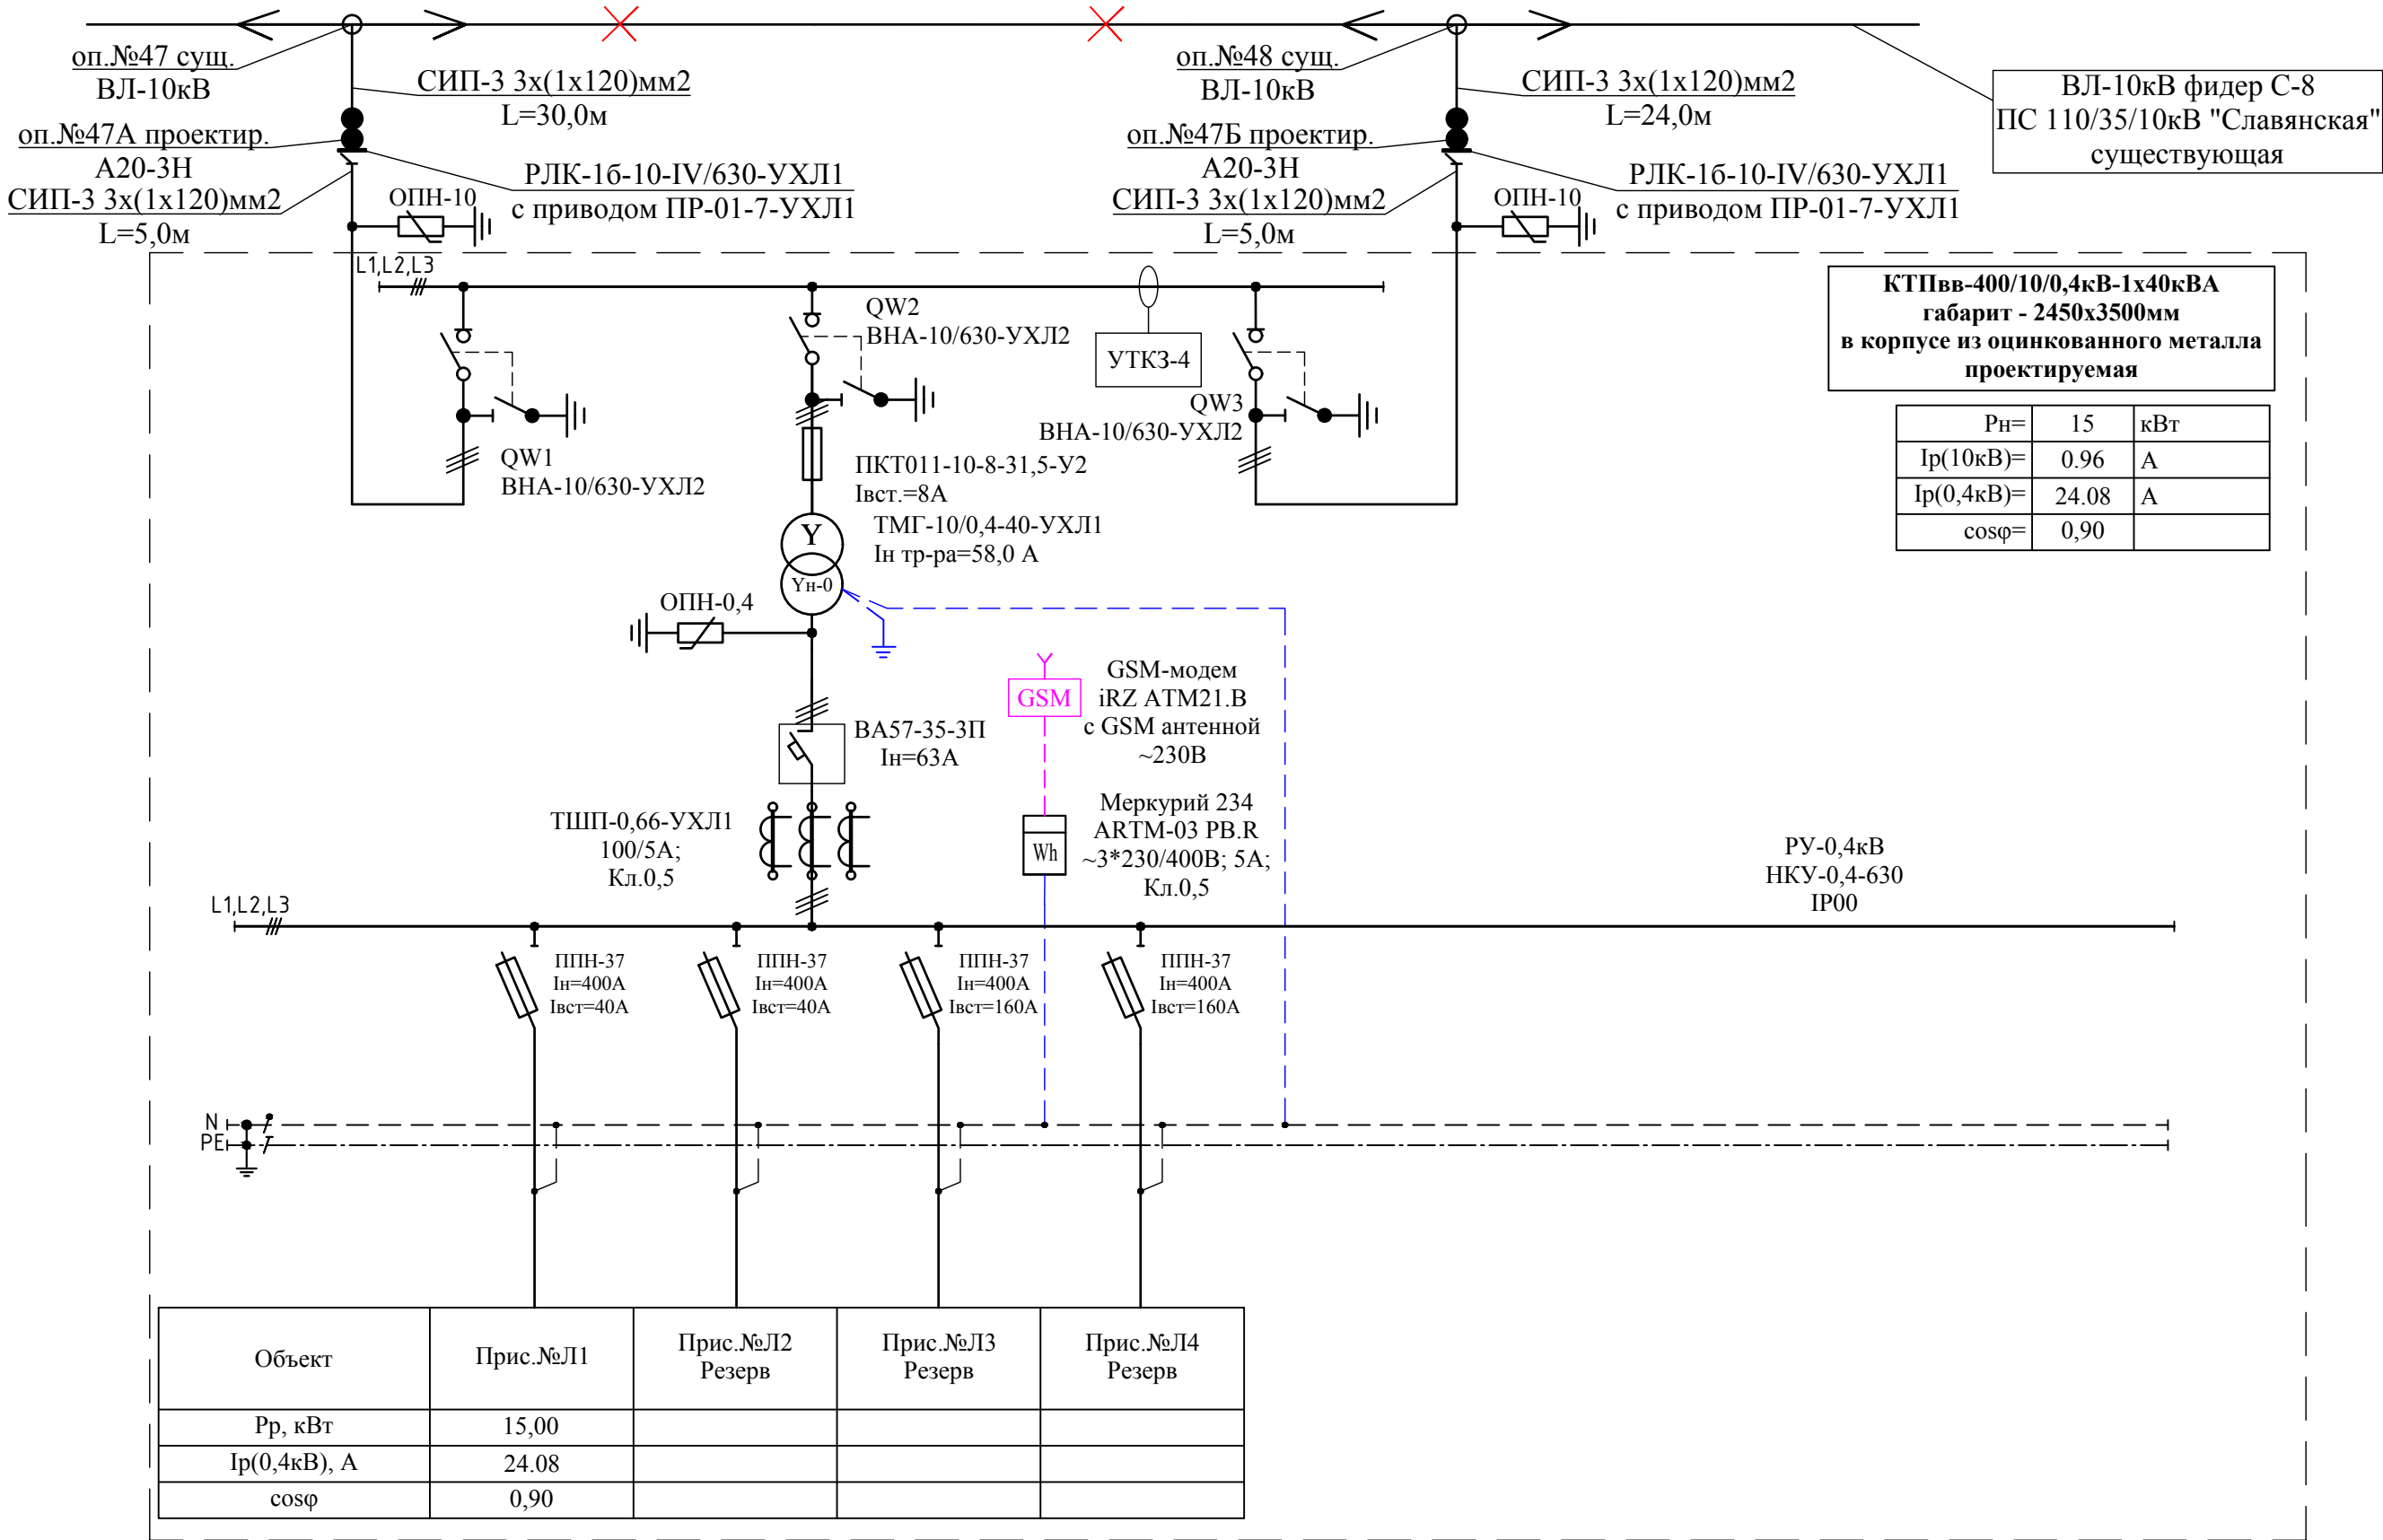 оп.№47 сущ.
ВЛ-10кВ
СИП-3 3х(1х120)мм2
L=30,0м
оп.№47А проектир.
А20-3Н
СИП-3 3х(1х120)мм2
L=5,0м
РЛК-1б-10-IV/630-УХЛ1
с приводом ПР-01-7-УХЛ1
ОПН-10
оп.№48 сущ.
ВЛ-10кВ
СИП-3 3х(1х120)мм2
L=24,0м
оп.№47Б проектир.
А20-3Н
СИП-3 3х(1х120)мм2
L=5,0м
РЛК-1б-10-IV/630-УХЛ1
с приводом ПР-01-7-УХЛ1
ОПН-10
ВЛ-10кВ фидер С-8
ПС 110/35/10кВ "Славянская"
существующая
L1,L2,L3
QW2
ВНА-10/630-УХЛ2
УТКЗ-4
QW3
ВНА-10/630-УХЛ2
QW1
ВНА-10/630-УХЛ2
КТПвв-400/10/0,4кВ-1х40кВА
габарит - 2450х3500мм
в корпусе из оцинкованного металла
проектируемая
Рн= 15 кВт
Iр(10кВ)= 0.96 А
Iр(0,4кВ)= 24.08 А
cosφ= 0,90
ПКТ011-10-8-31,5-У2
Iвст.=8А
ТМГ-10/0,4-40-УХЛ1
Iн тр-ра=58,0 А
Y
Yн-0
ОПН-0,4
GSM
GSM-модем
iRZ ATM21.B
с GSM антенной
~230В
ВА57-35-3П
Iн=63А
ТШП-0,66-УХЛ1
100/5А;
Кл.0,5
Wh
Меркурий 234
ARTM-03 PB.R
~3*230/400В; 5А;
Кл.0,5
РУ-0,4кВ
НКУ-0,4-630
IP00
L1,L2,L3
ППН-37
Iн=400А
Iвст=40А
ППН-37
Iн=400А
Iвст=40А
ППН-37
Iн=400А
Iвст=160А
ППН-37
Iн=400А
Iвст=160А
N
PE
Объект
Прис.№Л1
Прис.№Л2
Резерв
Прис.№Л3
Резерв
Прис.№Л4
Резерв
Рр, кВт 15,00
Iр(0,4кВ), А 24.08
cosφ 0,90